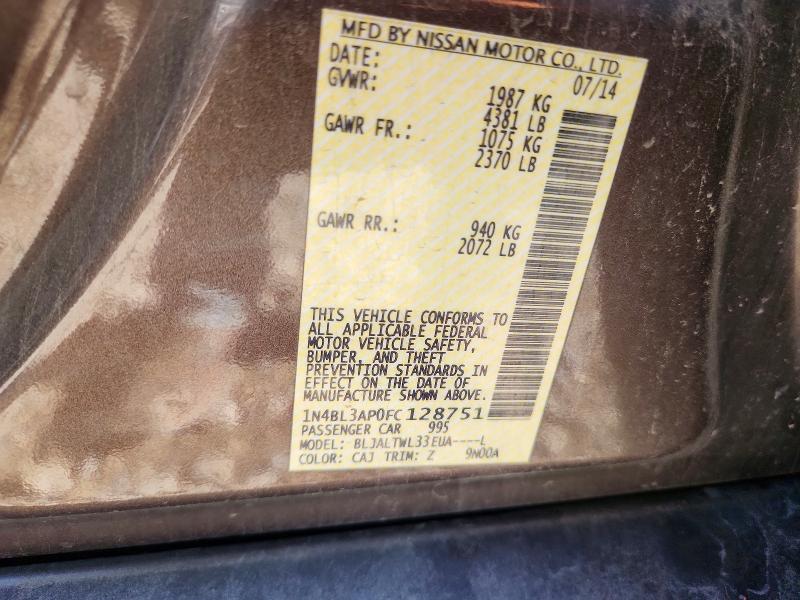 MFD BY NISSAN MOTOR CO., LTD.
DATE: 07/14
GVWR: 1987 KG
4381 LB
GAWR FR.: 1075 KG
2370 LB
GAWR RR.: 940 KG
2072 LB
THIS VEHICLE CONFORMS TO
ALL APPLICABLE FEDERAL
MOTOR VEHICLE SAFETY,
BUMPER, AND THEFT
PREVENTION STANDARDS IN
EFFECT ON THE DATE OF
MANUFACTURE SHOWN ABOVE.
1N4BL3AP0FC128751
PASSENGER CAR 995
MODEL: BLJALTWL33EUA----L
COLOR: CAJ TRIM: Z 9N00A